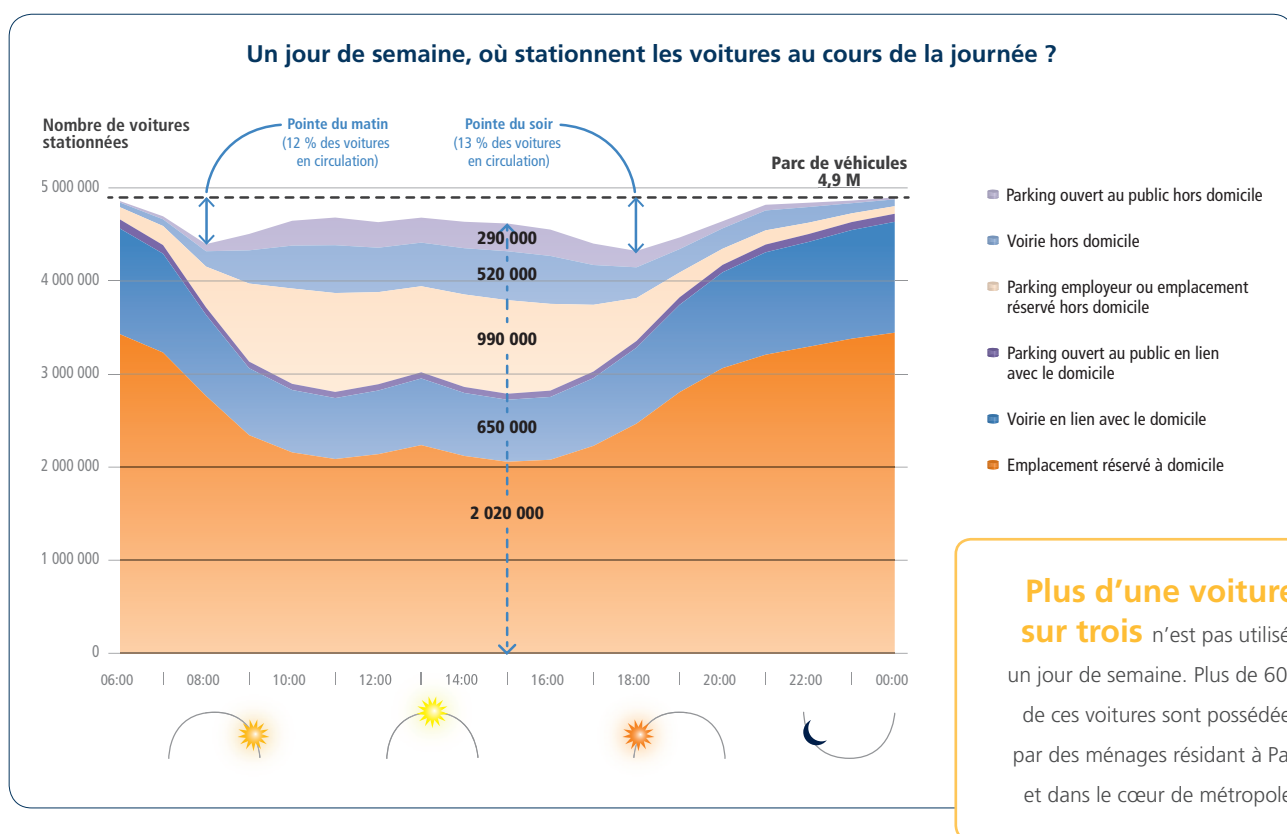 Un jour de semaine, où stationnent les voitures au cours de la journée ?
Nombre de voitures
stationnées
Pointe du matin
(12 % des voitures
en circulation)
Pointe du soir
(13 % des voitures
en circulation)
Parc de véhicules
4,9 M
5 000 000
4 000 000
3 000 000
2 000 000
1 000 000
0
290 000
520 000
990 000
650 000
2 020 000
06:00
08:00
10:00
12:00
14:00
16:00
18:00
20:00
22:00
00:00
Parking ouvert au public hors domicile
Voirie hors domicile
Parking employeur ou emplacement
réservé hors domicile
Parking ouvert au public en lien
avec le domicile
Voirie en lien avec le domicile
Emplacement réservé à domicile
Plus d'une voiture
sur trois n'est pas utilisé
un jour de semaine. Plus de 60
de ces voitures sont possédée
par des ménages résidant à Pa
et dans le cœur de métropole